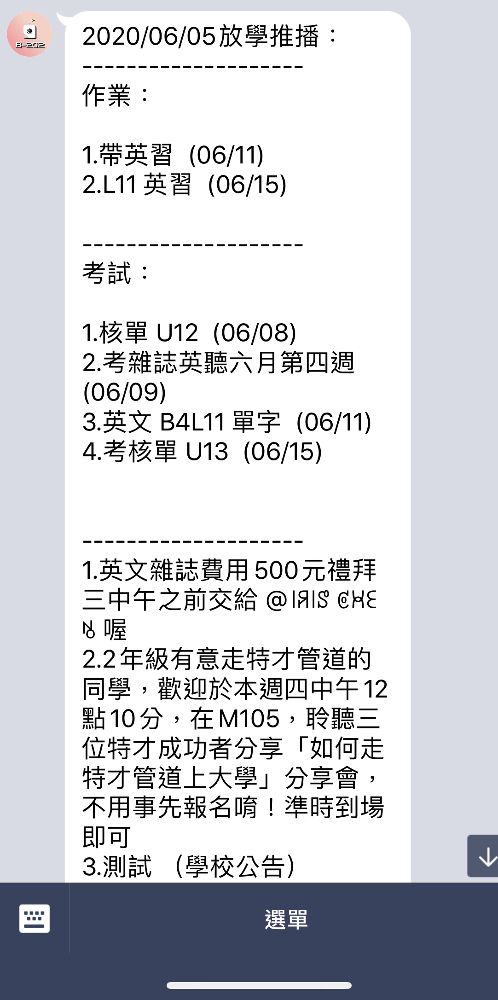 B-202
2020/06/05放學推播：
--------------------
作業：
1.帶英習 (06/11)
2.L11 英習 (06/15)
--------------------
考試：
1.核單 U12 (06/08)
2.考雜誌英聽六月第四週
(06/09)
3.英文 B4L11 單字 (06/11)
4.考核單 U13 (06/15)
--------------------
1.英文雜誌費用500元禮拜
三中午之前交給 @
喔
2.2年級有意走特才管道的
同學，歡迎於本週四中午12
點10分，在M105，聆聽三
位特才成功者分享「如何走
特才管道上大學」分享會，
不用事先報名唷！準時到場
即可
3.測試 （學校公告）
選單